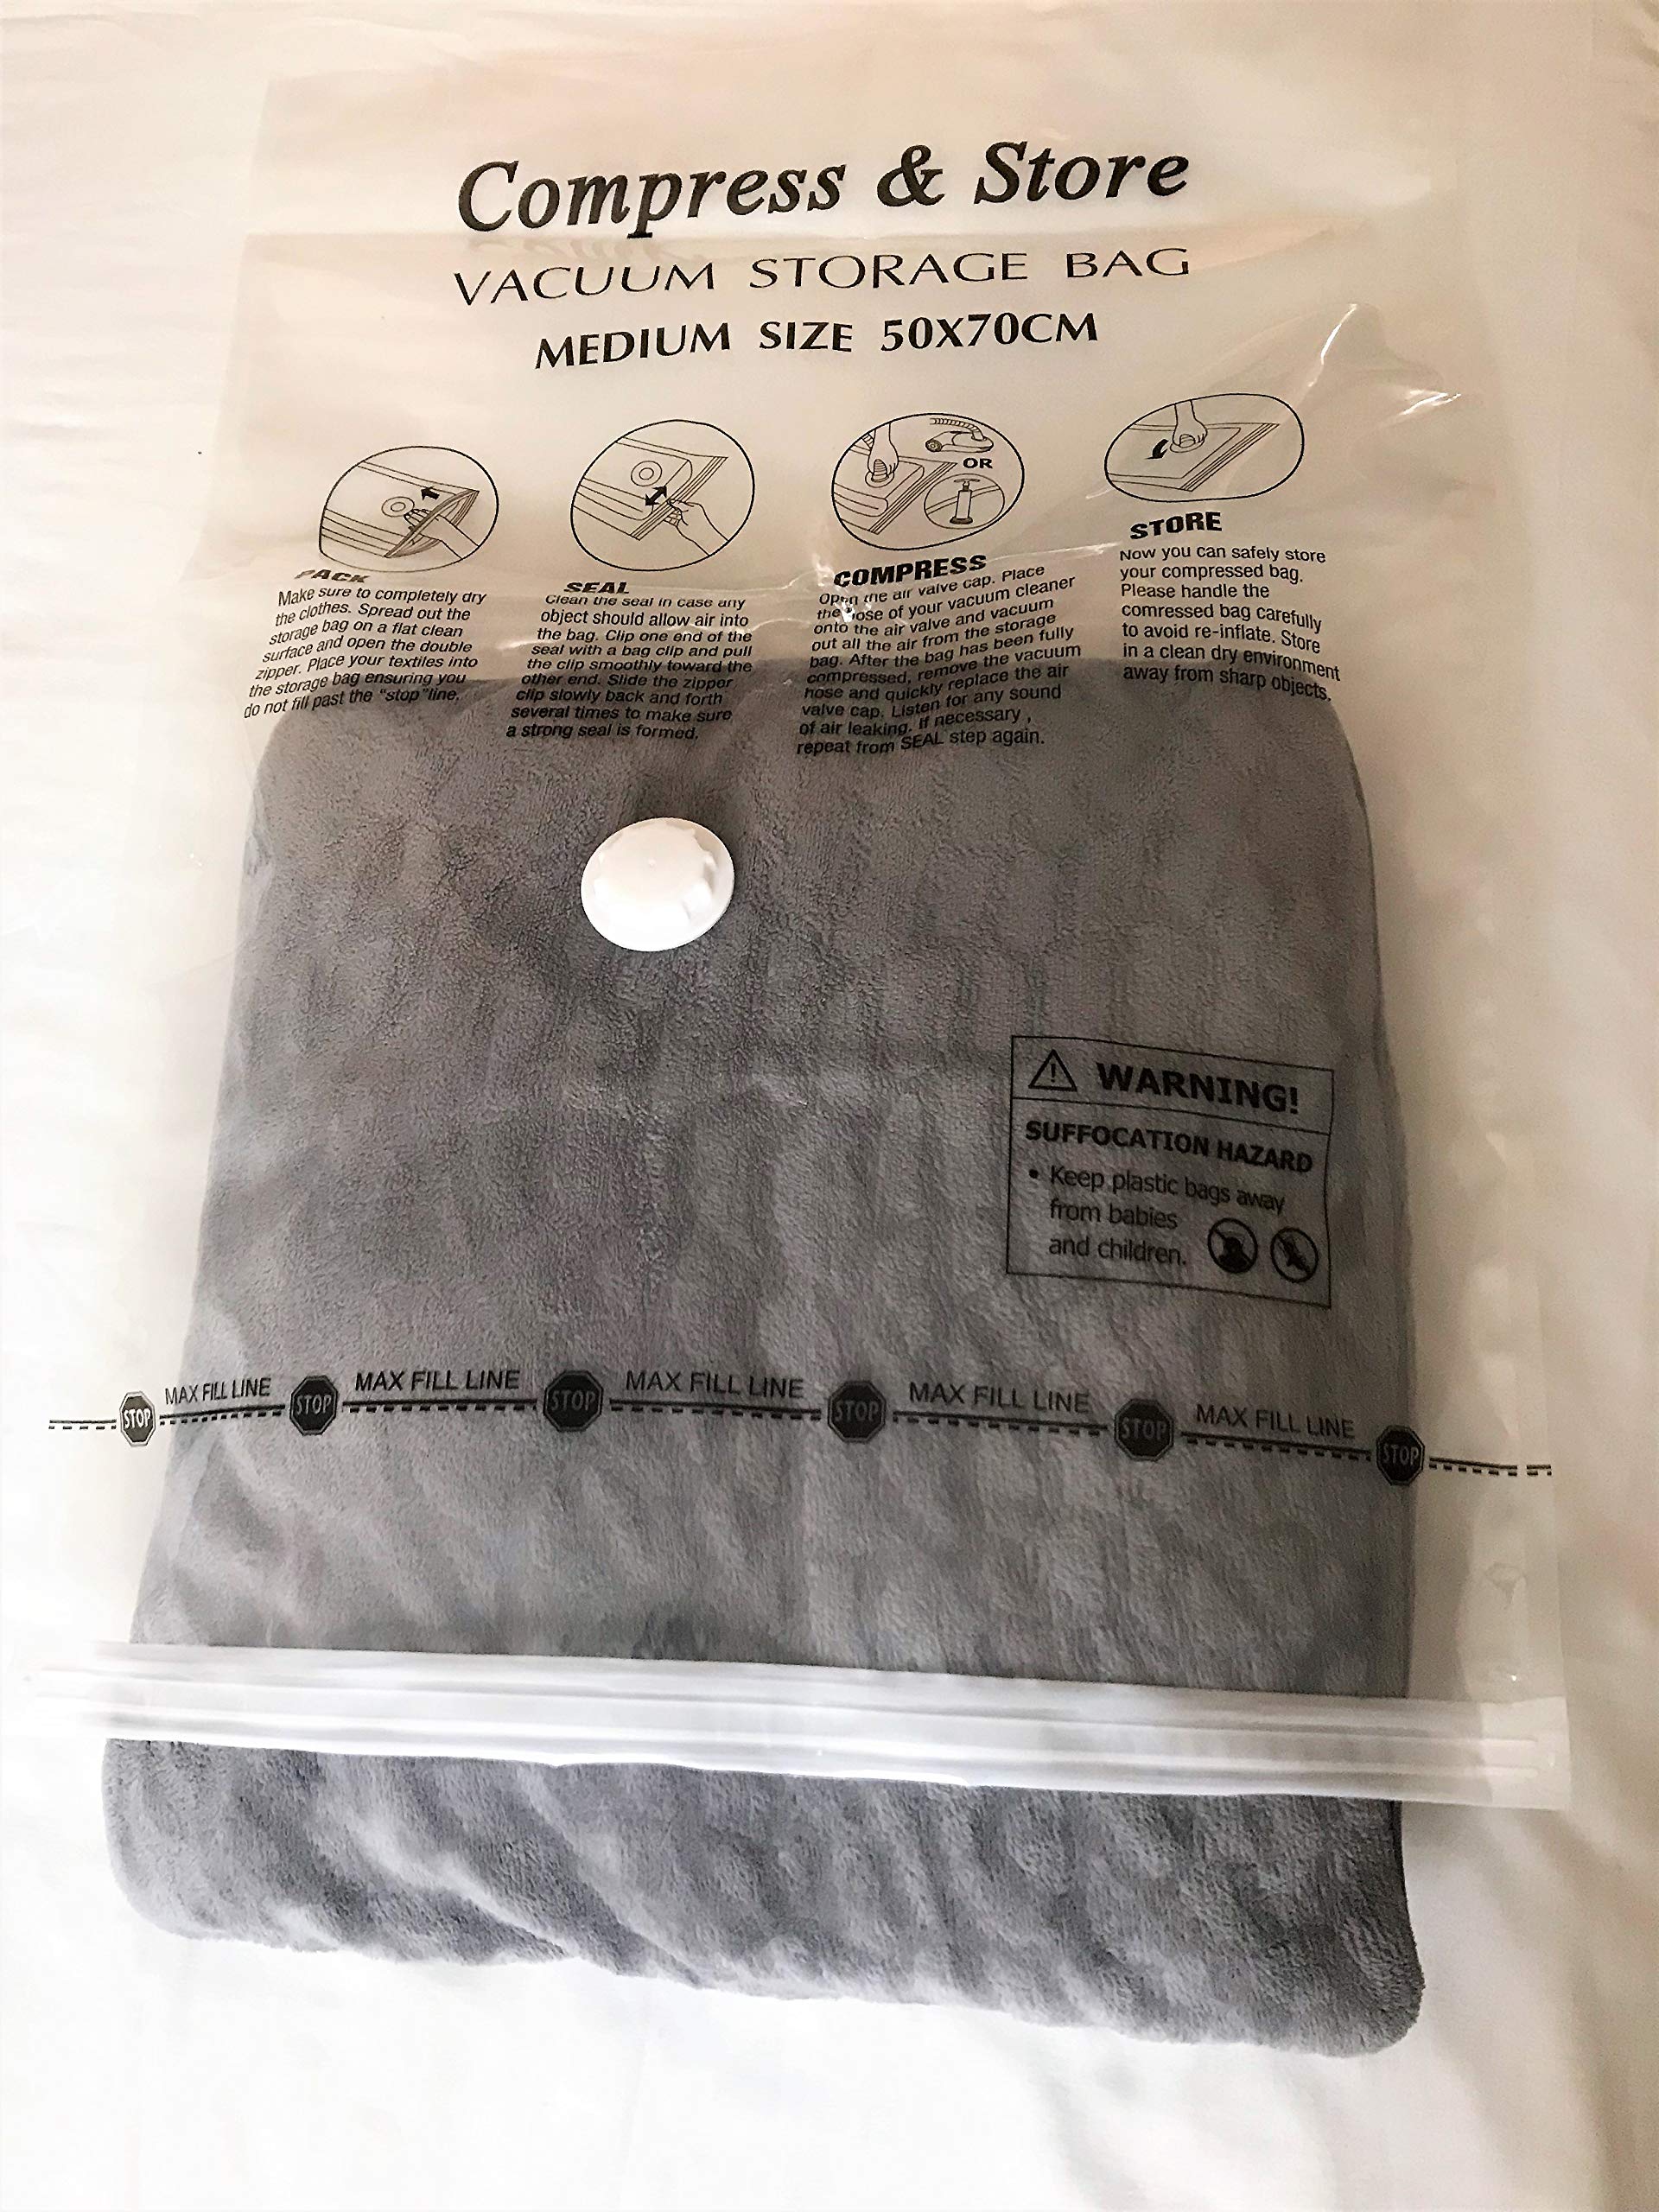 Compress & Store
VACUUM STORAGE BAG
MEDIUM SIZE 50X70CM
OR
PACK
Make sure to completely dry
the clothes. Spread out the
storage bag on a flat clean
surface and open the double
zipper. Place your textiles into
the storage bag ensuring you
do not fill past the "stop"line.
SEAL
Clean the seal in case any
object should allow air into
the bag. Clip one end of the
seal with a bag clip and pull
the clip smoothly toward the
other end. Slide the zipper
clip slowly back and forth
several times to make sure
a strong seal is formed.
COMPRESS
Open the air valve cap. Place
the hose of your vacuum cleaner
onto the air valve and vacuum
out all the air from the storage
bag. After the bag has been fully
compressed, remove the vacuum
hose and quickly replace the air
valve cap. Listen for any sound
of air leaking. If necessary ,
repeat from SEAL step again.
STORE
Now you can safely store
your compressed bag.
Please handle the
comressed bag carefully
to avoid re-inflate. Store
in a clean dry environment
away from sharp objects.
WARNING!
SUFFOCATION HAZARD
• Keep plastic bags away
from babies
and children.
STOP MAX FILL LINE STOP MAX FILL LINE STOP MAX FILL LINE STOP MAX FILL LINE STOP MAX FILL LINE STOP